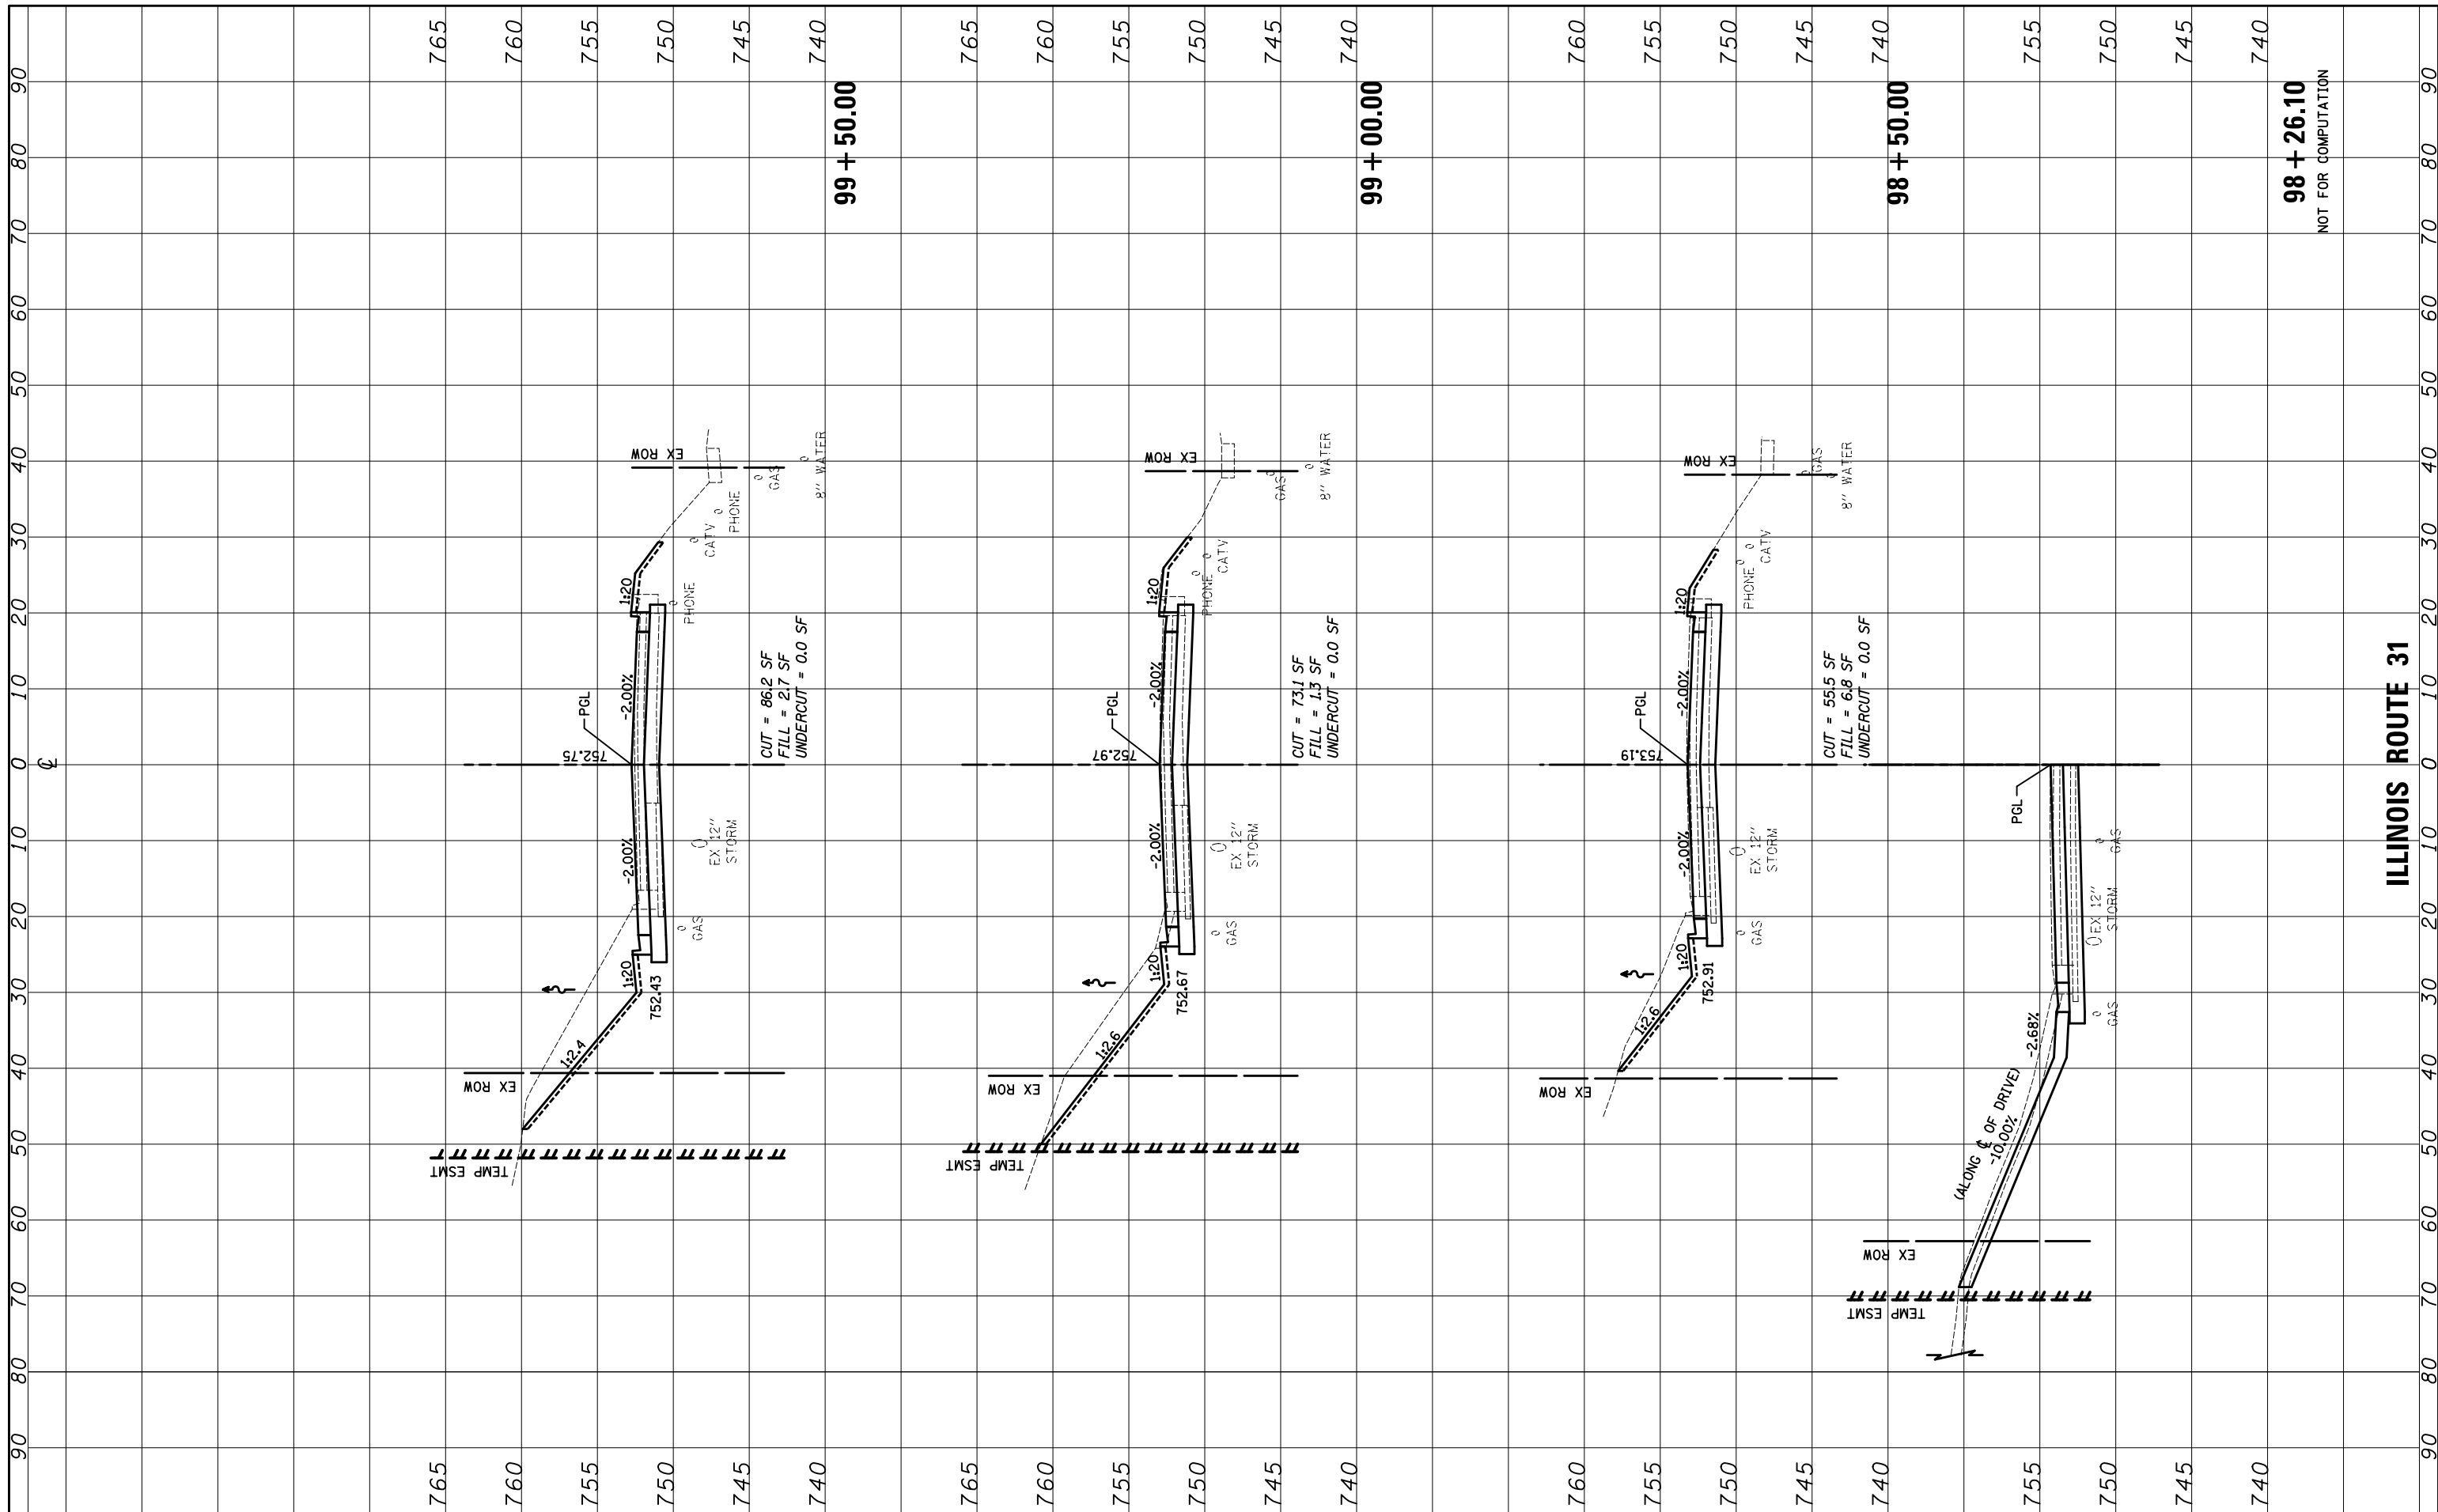 90 80 70 60 50 40 30 20 10 0 10 20 30 40 50 60 70 80 90
℄
765 765
760 760
755 755
750 750
745 745
740 740
TEMP ESMT
EX ROW
1:2.4
1:20
752.43
-2.00%
752.75
PGL
-2.00%
1:20
EX ROW
GAS
EX 12"
STORM
PHONE
CATV
PHONE
GAS
8" WATER
CUT = 86.2 SF
FILL = 2.7 SF
UNDERCUT = 0.0 SF
99+50.00
765 765
760 760
755 755
750 750
745 745
740 740
TEMP ESMT
EX ROW
1:2.6
1:20
752.67
-2.00%
752.97
PGL
-2.00%
1:20
EX ROW
GAS
EX 12"
STORM
PHONE
CATV
GAS
8" WATER
CUT = 73.1 SF
FILL = 1.3 SF
UNDERCUT = 0.0 SF
99+00.00
760 760
755 755
750 750
745 745
740 740
EX ROW
1:2.6
1:20
752.91
-2.00%
753.19
PGL
-2.00%
1:20
EX ROW
GAS
EX 12"
STORM
PHONE
CATV
GAS
8" WATER
CUT = 55.5 SF
FILL = 6.8 SF
UNDERCUT = 0.0 SF
98+50.00
755 755
750 750
745 745
740 740
TEMP ESMT
EX ROW
(ALONG ℄ OF DRIVE)
-10.00%
-2.68%
PGL
GAS
EX 12"
STORM
GAS
98+26.10
NOT FOR COMPUTATION
ILLINOIS ROUTE 31
90 80 70 60 50 40 30 20 10 0 10 20 30 40 50 60 70 80 90